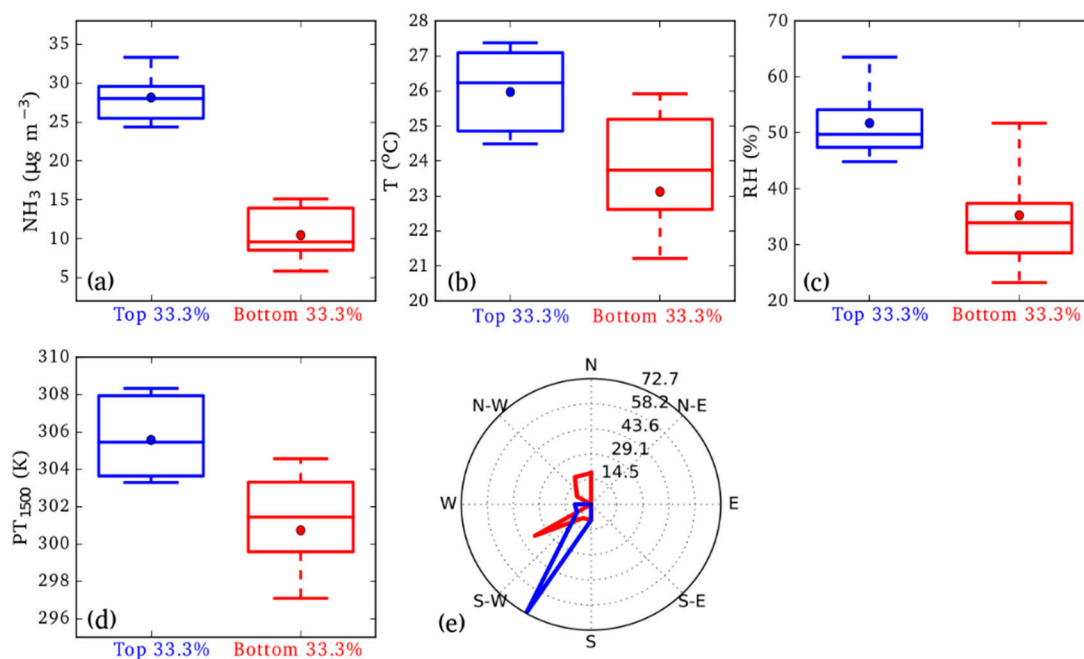 35
30
25
20
15
10
5
NH₃ (µg m⁻³)
(a)
Top 33.3% Bottom 33.3%
28
27
26
25
24
23
22
21
20
T (°C)
(b)
Top 33.3% Bottom 33.3%
70
60
50
40
30
20
RH (%)
(c)
Top 33.3% Bottom 33.3%
310
308
306
304
302
300
298
296
PT₁₅₀₀ (K)
(d)
Top 33.3% Bottom 33.3%
N
72.7
58.2
N-W
N-E
43.6
29.1
14.5
W
E
S-W
S-E
S
(e)